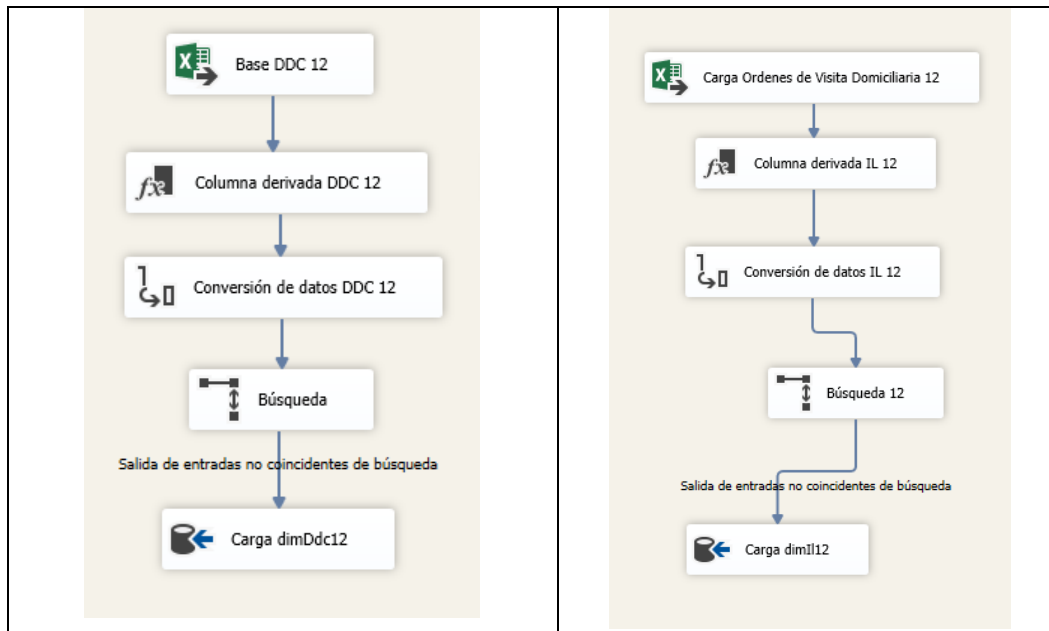 Base DDC 12
Columna derivada DDC 12
Conversión de datos DDC 12
Búsqueda
Salida de entradas no coincidentes de búsqueda
Carga dimDdc12
Carga Ordenes de Visita Domiciliaria 12
Columna derivada IL 12
Conversión de datos IL 12
Búsqueda 12
Salida de entradas no coincidentes de búsqueda
Carga dimIl12